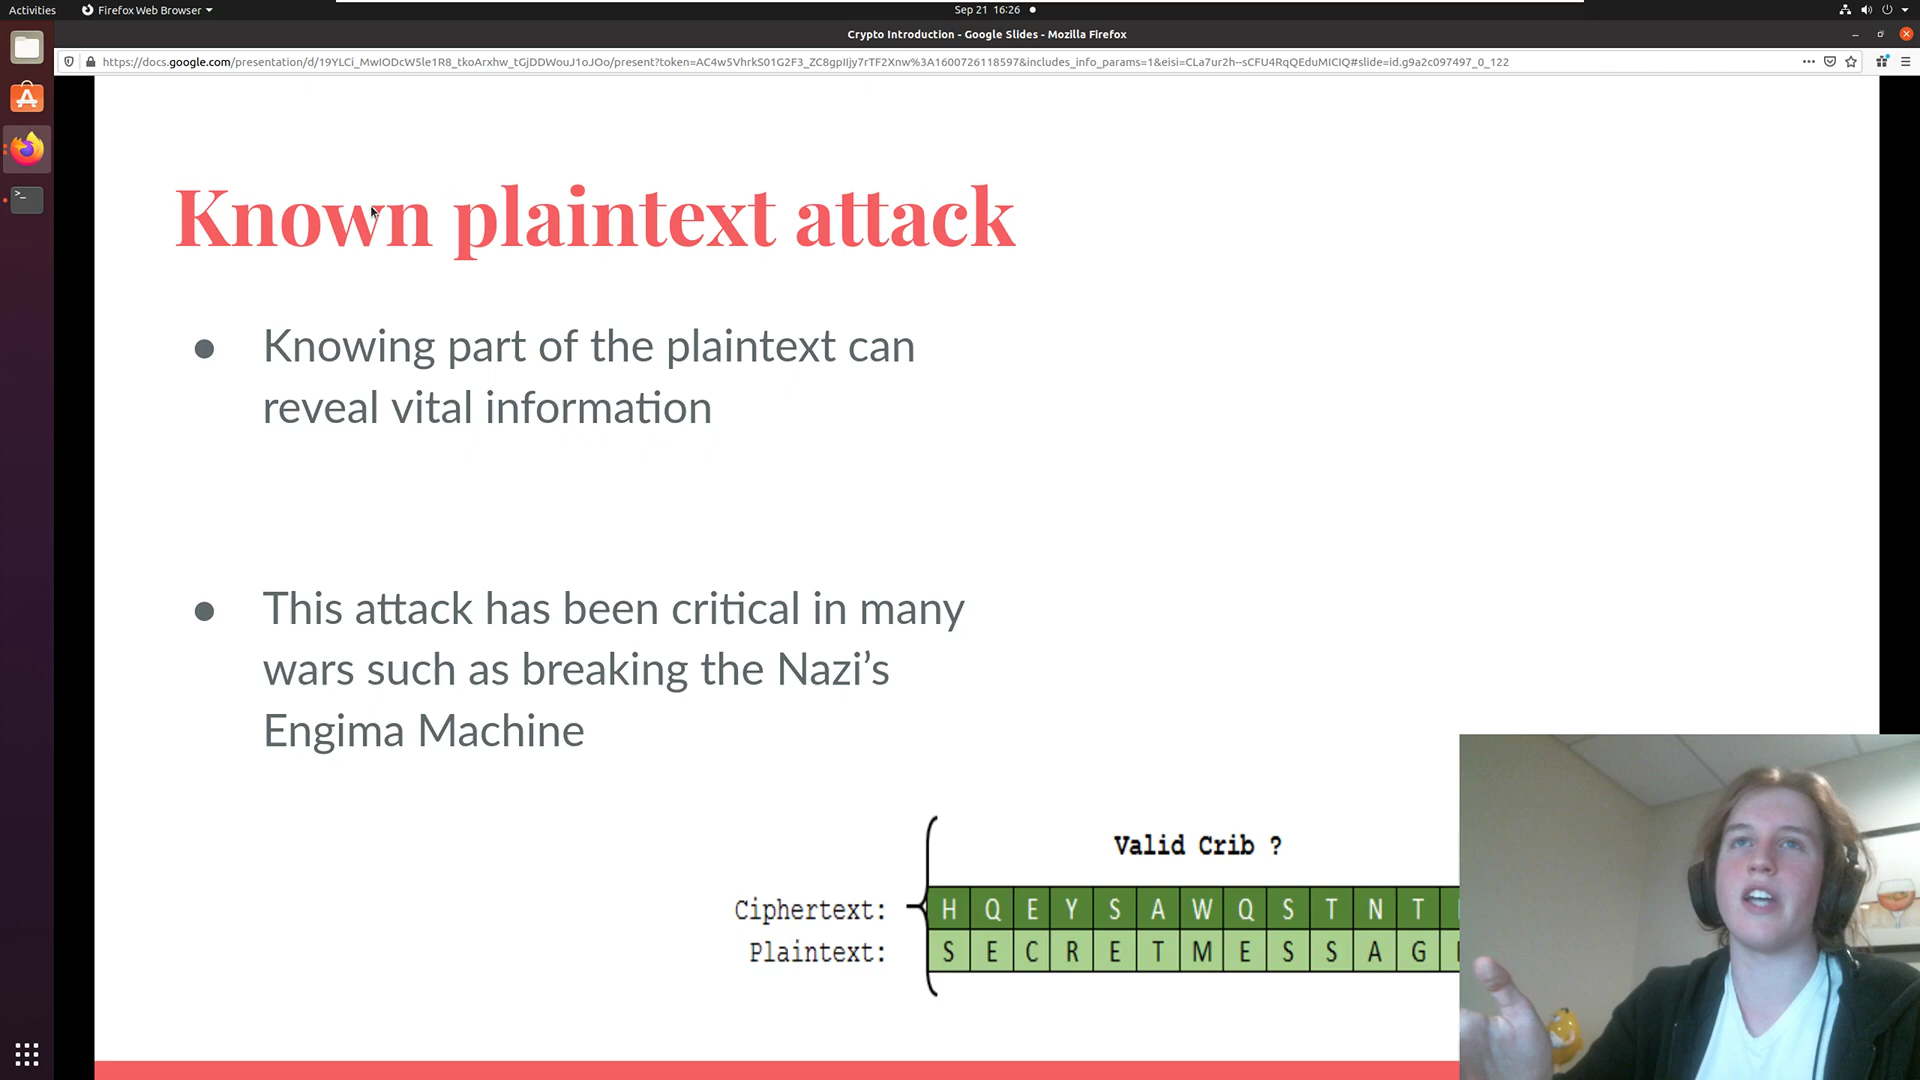 Activities Firefox Web Browser Sep 21 16:26
Crypto Introduction - Google Slides - Mozilla Firefox
https://docs.google.com/presentation/d/19YLCi_MwIODcW5le1R8_tkoArxhw_tGjDDWouJ1oJOo/present?token=AC4w5VhrkS01G2F3_ZC8gpIIjy7rTF2Xnw%3A1600726118597&includes_info_params=1&eisi=CLa7ur2h--sCFU4RqQEduMICIQ#slide=id.g9a2c097497_0_122
Known plaintext attack
● Knowing part of the plaintext can
reveal vital information
● This attack has been critical in many
wars such as breaking the Nazi’s
Engima Machine
Valid Crib ?
Ciphertext: H Q E Y S A W Q S T N T
Plaintext: S E C R E T M E S S A G